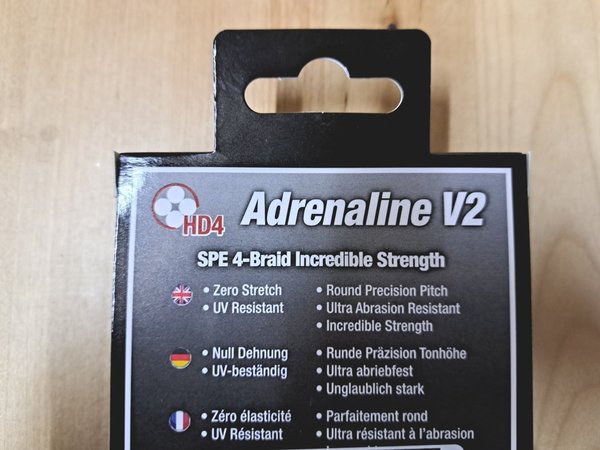 HD4 Adrenaline V2
SPE 4-Braid Incredible Strength
• Zero Stretch
• UV Resistant
• Round Precision Pitch
• Ultra Abrasion Resistant
• Incredible Strength
• Null Dehnung
• UV-beständig
• Runde Präzision Tonhöhe
• Ultra abriebfest
• Unglaublich stark
• Zéro élasticité
• UV Résistant
• Parfaitement rond
• Ultra résistant à l'abrasion